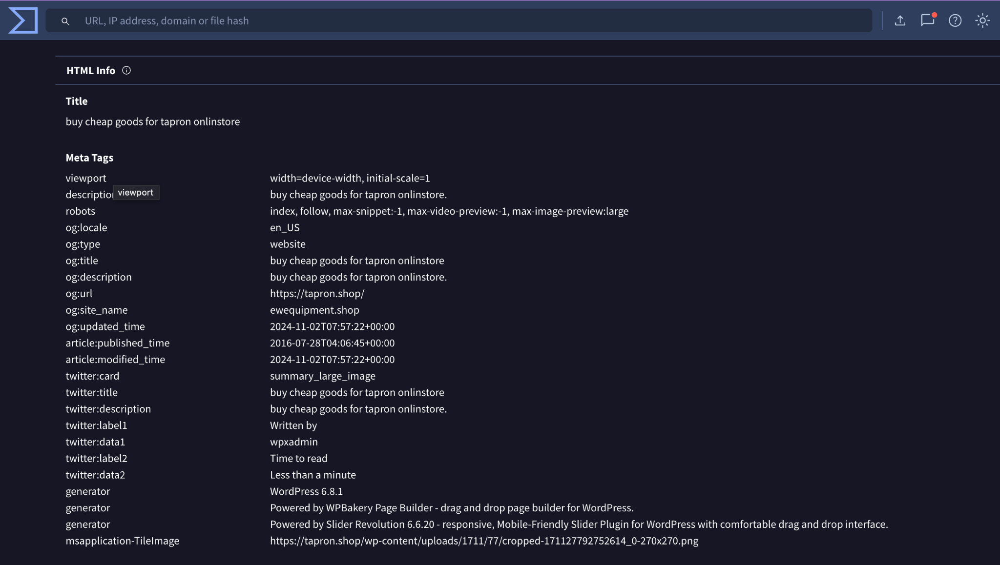 URL, IP address, domain or file hash
HTML Info
Title
buy cheap goods for tapron onlinstore
Meta Tags
viewport width=device-width, initial-scale=1
descriptio viewport buy cheap goods for tapron onlinstore.
robots index, follow, max-snippet:-1, max-video-preview:-1, max-image-preview:large
og:locale en_US
og:type website
og:title buy cheap goods for tapron onlinstore
og:description buy cheap goods for tapron onlinstore.
og:url https://tapron.shop/
og:site_name ewequipment.shop
og:updated_time 2024-11-02T07:57:22+00:00
article:published_time 2016-07-28T04:06:45+00:00
article:modified_time 2024-11-02T07:57:22+00:00
twitter:card summary_large_image
twitter:title buy cheap goods for tapron onlinstore
twitter:description buy cheap goods for tapron onlinstore.
twitter:label1 Written by
twitter:data1 wpxadmin
twitter:label2 Time to read
twitter:data2 Less than a minute
generator WordPress 6.8.1
generator Powered by WPBakery Page Builder - drag and drop page builder for WordPress.
generator Powered by Slider Revolution 6.6.20 - responsive, Mobile-Friendly Slider Plugin for WordPress with comfortable drag and drop interface.
msapplication-TileImage https://tapron.shop/wp-content/uploads/1711/77/cropped-171127792752614_0-270x270.png